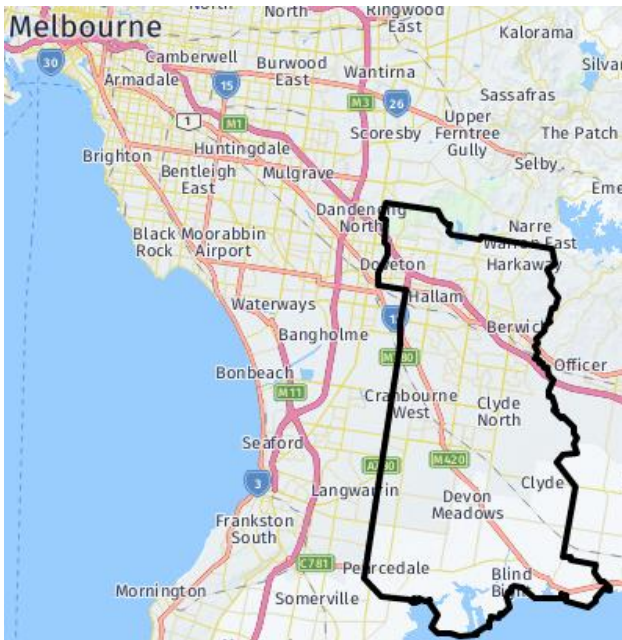 North
North
Ringwood
East
Kalorama
Melbourne
Camberwell
Burwood
East
Wantirna
Silvan
30
Armadale
15
M3
26
Sassafras
1
M1
Scoresby
Upper
Ferntree
Gully
The Patch
Brighton
Huntingdale
Mulgrave
Selby
Bentleigh
East
Dandenong
North
Narre
Warren East
Black
Rock
Moorabbin
Airport
Doveton
Harkaway
Waterways
Hallam
Bangholme
Berwick
M780
Officer
Bonbeach
M11
Cranbourne
West
Clyde
North
Seaford
A780
M420
3
Langwarrin
Clyde
Devon
Meadows
Frankston
South
C781
Pearcedale
Blind
Bight
Mornington
Somerville